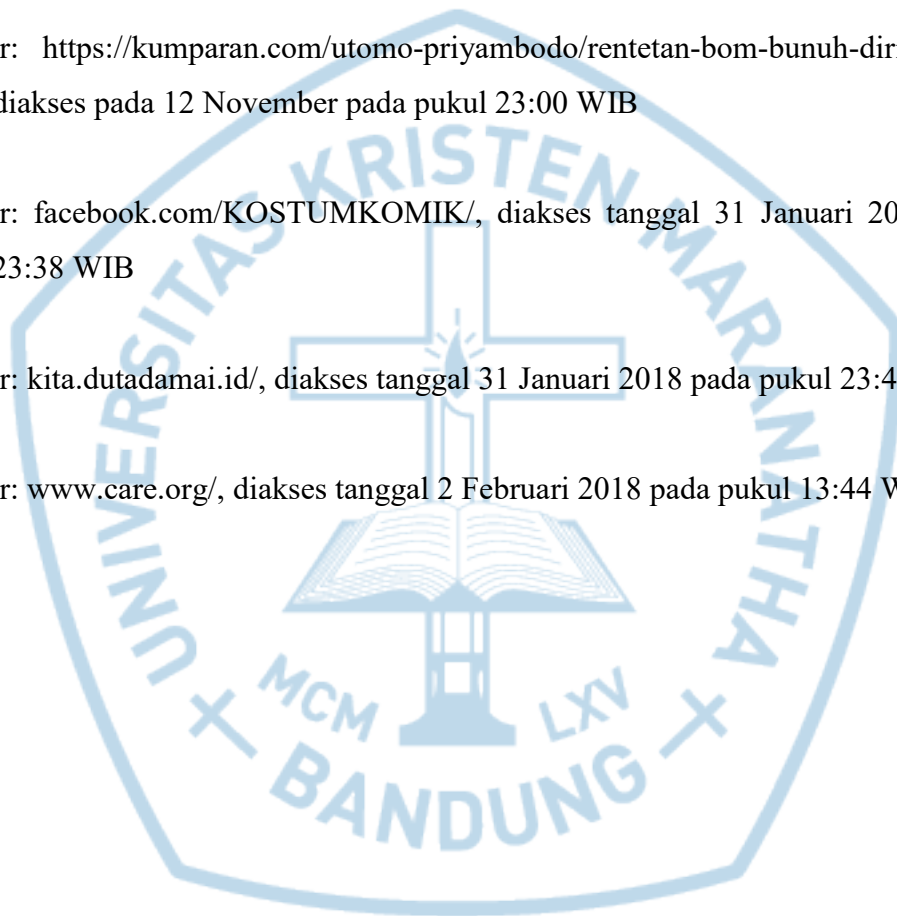 r: https://kumparan.com/utomo-priyambodo/rentetan-bom-bunuh-dir
diakses pada 12 November pada pukul 23:00 WIB
r: facebook.com/KOSTUMKOMIK/, diakses tanggal 31 Januari 20
23:38 WIB
r: kita.dutadamai.id/, diakses tanggal 31 Januari 2018 pada pukul 23:4
r: www.care.org/, diakses tanggal 2 Februari 2018 pada pukul 13:44 W
UNIVERSITAS KRISTEN MARANATHA
MCM LXV
BANDUNG